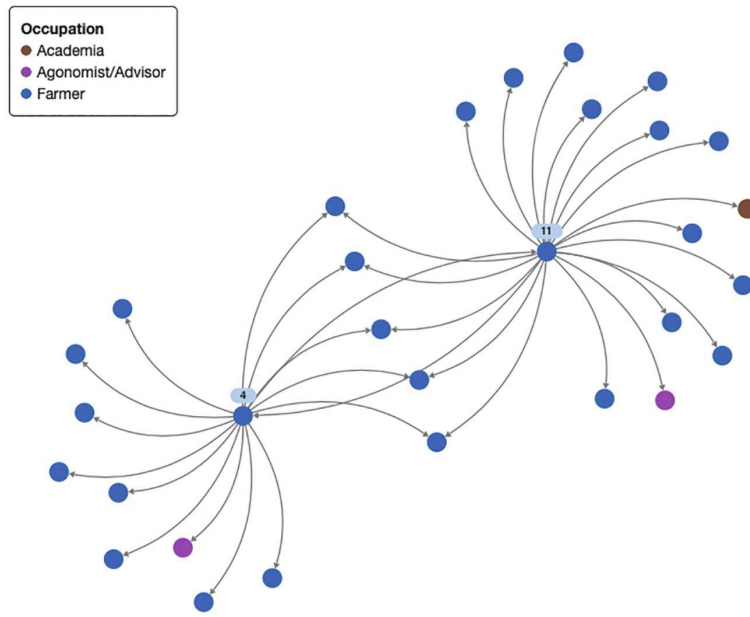 Occupation
Academia
Agonomist/Advisor
Farmer
11
4